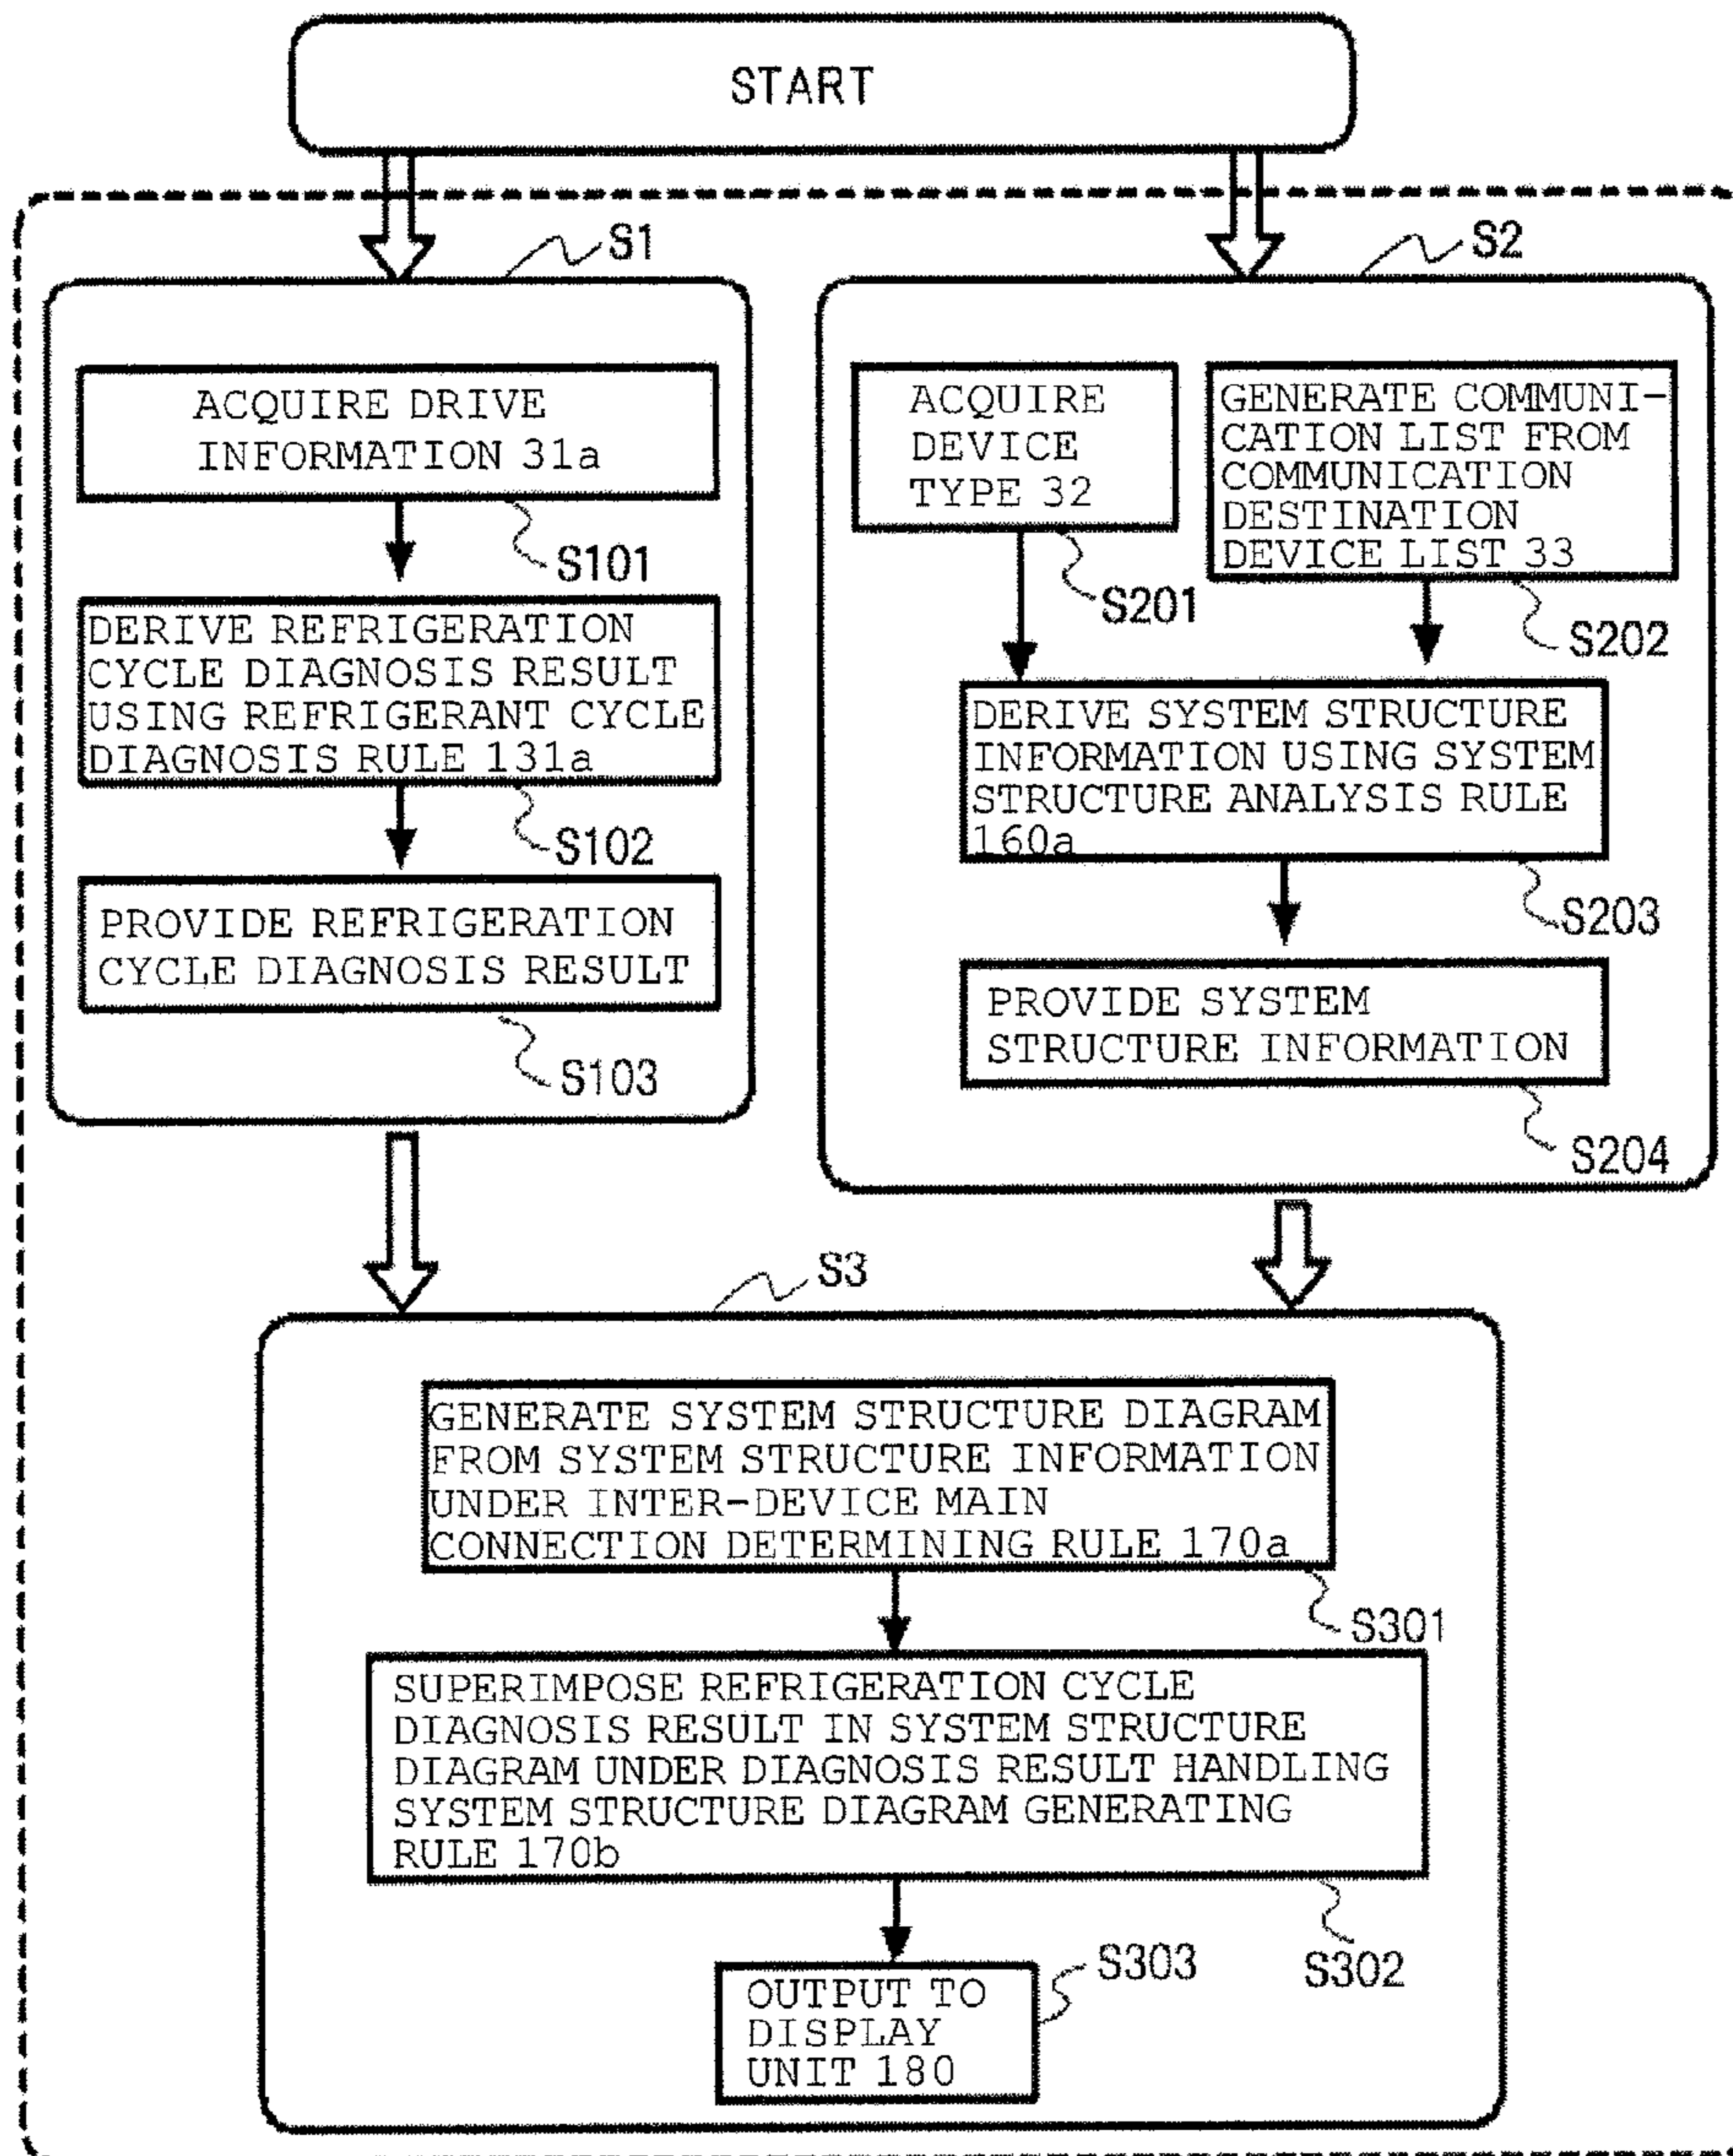 START
S1
ACQUIRE DRIVE
INFORMATION 31a
S101
DERIVE REFRIGERATION
CYCLE DIAGNOSIS RESULT
USING REFRIGERANT CYCLE
DIAGNOSIS RULE 131a
S102
PROVIDE REFRIGERATION
CYCLE DIAGNOSIS RESULT
S103
S2
ACQUIRE
DEVICE
TYPE 32
S201
GENERATE COMMUNI-
CATION LIST FROM
COMMUNICATION
DESTINATION
DEVICE LIST 33
S202
DERIVE SYSTEM STRUCTURE
INFORMATION USING SYSTEM
STRUCTURE ANALYSIS RULE
160a
S203
PROVIDE SYSTEM
STRUCTURE INFORMATION
S204
S3
GENERATE SYSTEM STRUCTURE DIAGRAM
FROM SYSTEM STRUCTURE INFORMATION
UNDER INTER-DEVICE MAIN
CONNECTION DETERMINING RULE 170a
S301
SUPERIMPOSE REFRIGERATION CYCLE
DIAGNOSIS RESULT IN SYSTEM STRUCTURE
DIAGRAM UNDER DIAGNOSIS RESULT HANDLING
SYSTEM STRUCTURE DIAGRAM GENERATING
RULE 170b
S302
OUTPUT TO
DISPLAY
UNIT 180
S303